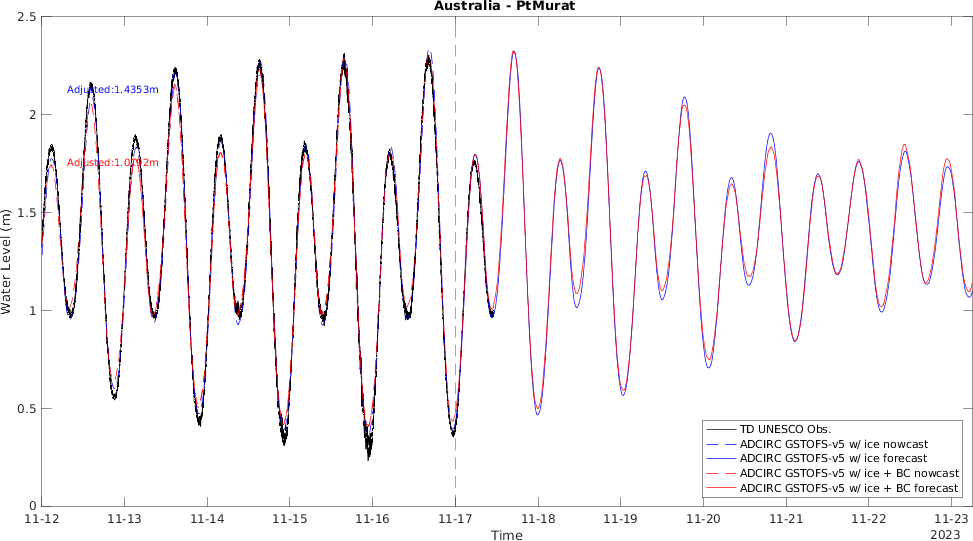 Australia - PtMurat
2.5
2
1.5
1
0.5
0
Water Level (m)
Adjusted:1.4353m
Adjusted:1.0192m
TD UNESCO Obs.
ADCIRC GSTOFS-v5 w/ ice nowcast
ADCIRC GSTOFS-v5 w/ ice forecast
ADCIRC GSTOFS-v5 w/ ice + BC nowcast
ADCIRC GSTOFS-v5 w/ ice + BC forecast
11-12 11-13 11-14 11-15 11-16 11-17 11-18 11-19 11-20 11-21 11-22 11-23
2023
Time